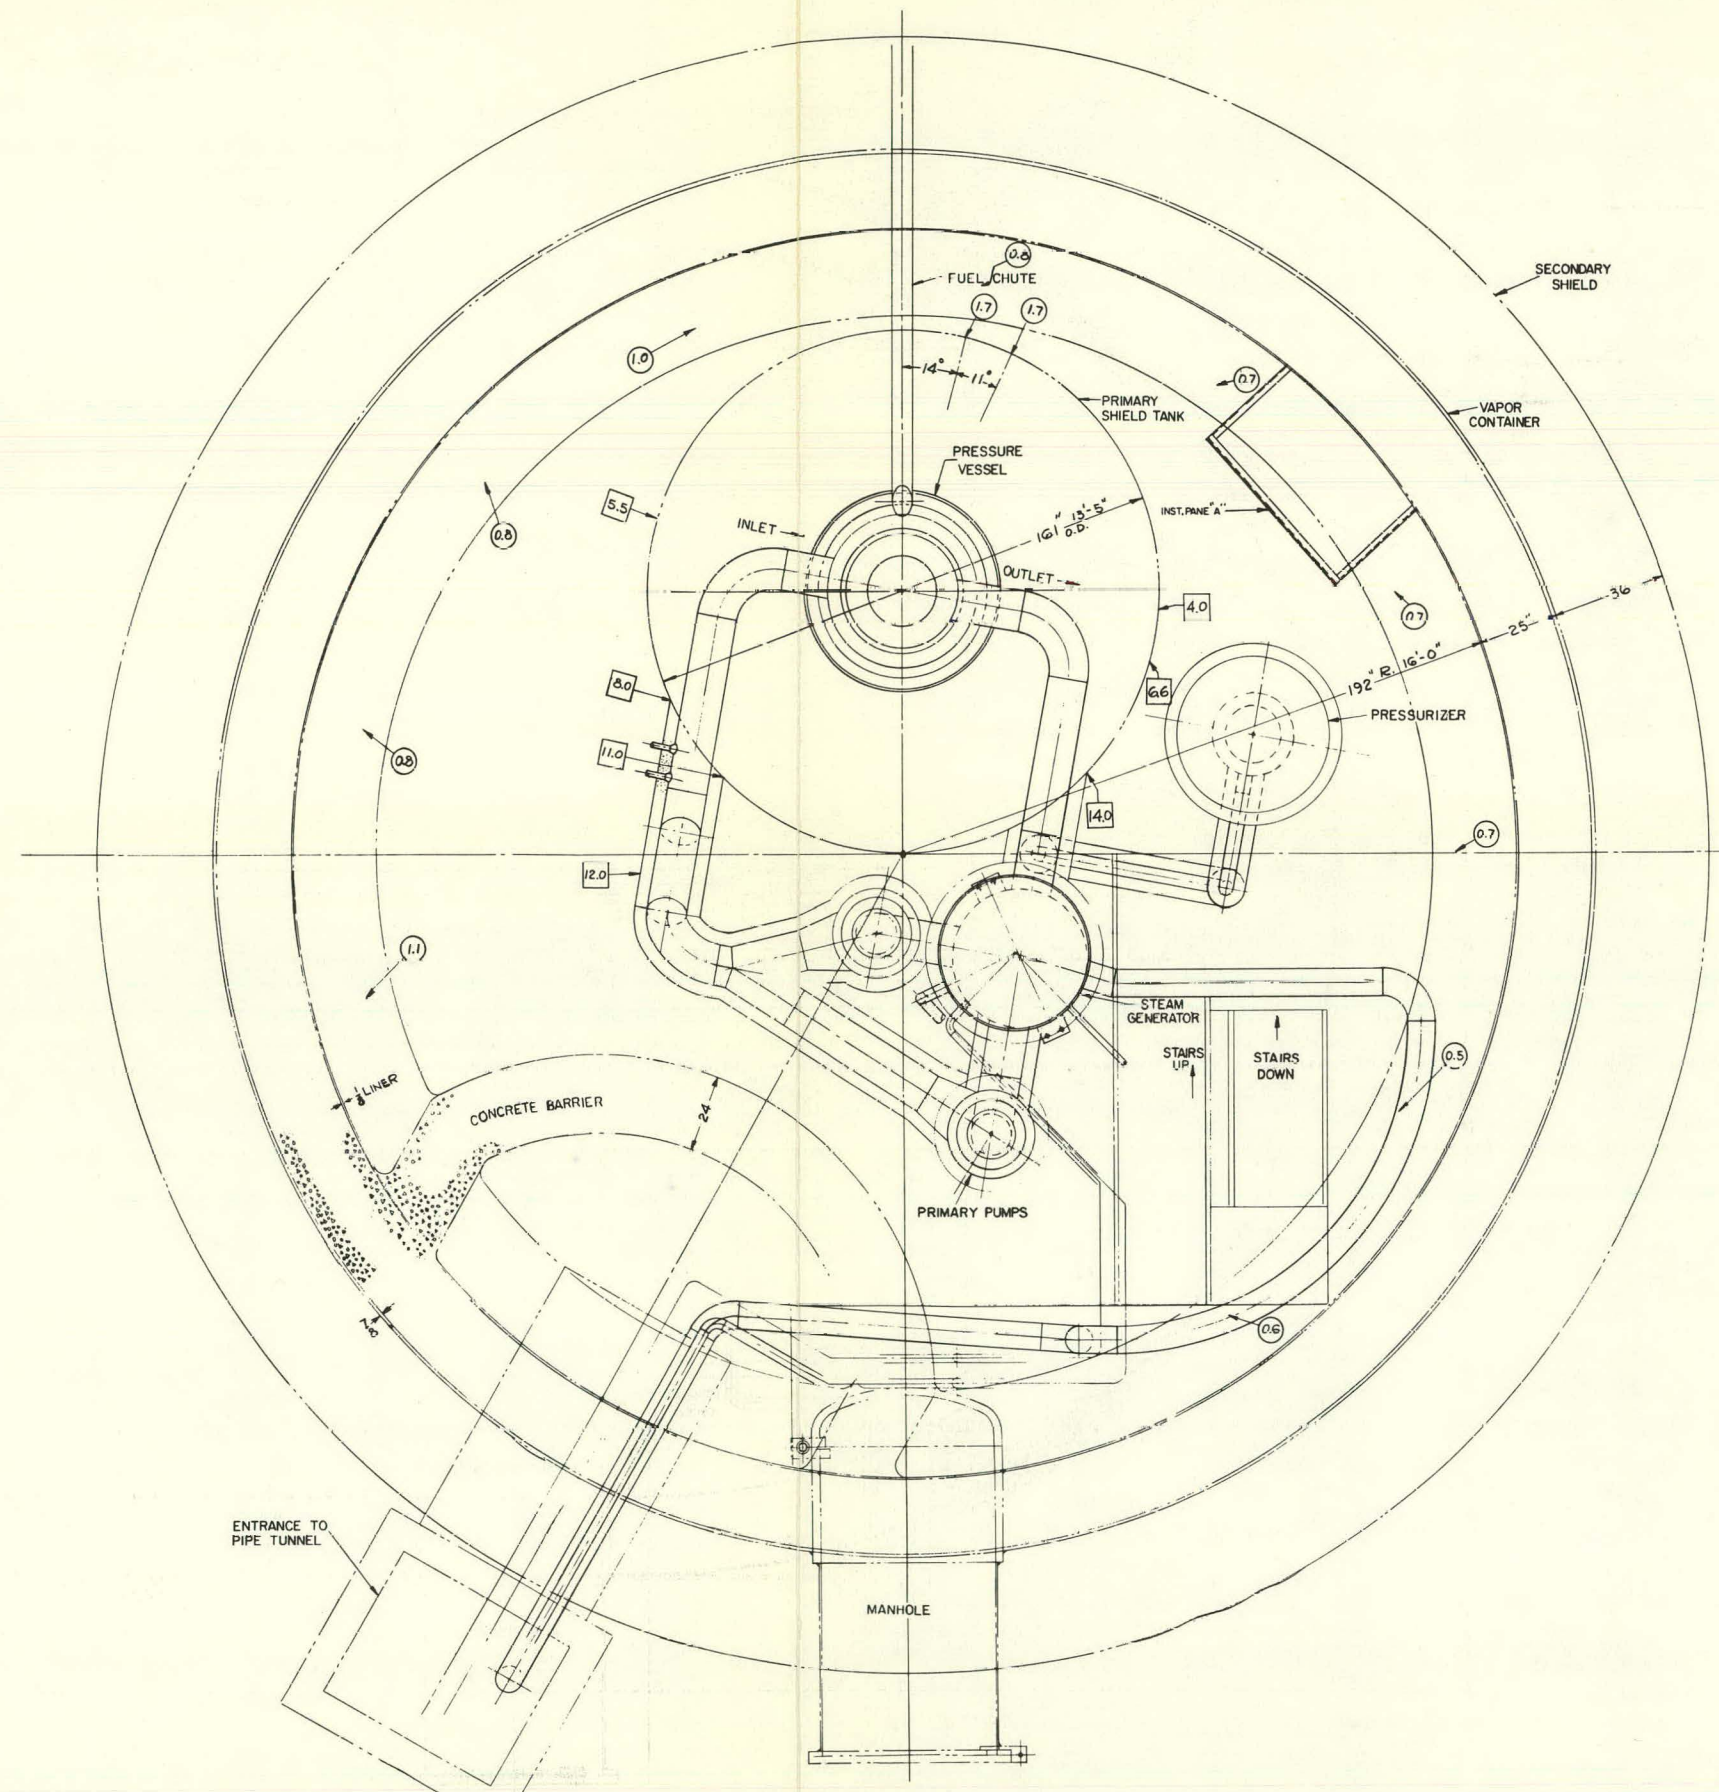 SECONDARY
SHIELD
0.8
FUEL CHUTE
1.7
1.7
1.0
14°
11°
0.7
PRIMARY
SHIELD TANK
VAPOR
CONTAINER
PRESSURE
VESSEL
5.5
0.8
INLET
161" 13'-5"
O.D.
INST. PANE "A"
OUTLET
4.0
0.7
25"
36
192" R. 16'-0"
8.0
6.6
PRESSURIZER
11.0
0.8
14.0
0.7
12.0
1.1
STEAM
GENERATOR
STAIRS
UP
STAIRS
DOWN
0.5
1/8 LINER
CONCRETE BARRIER
24
PRIMARY PUMPS
7/8
0.6
ENTRANCE TO
PIPE TUNNEL
MANHOLE